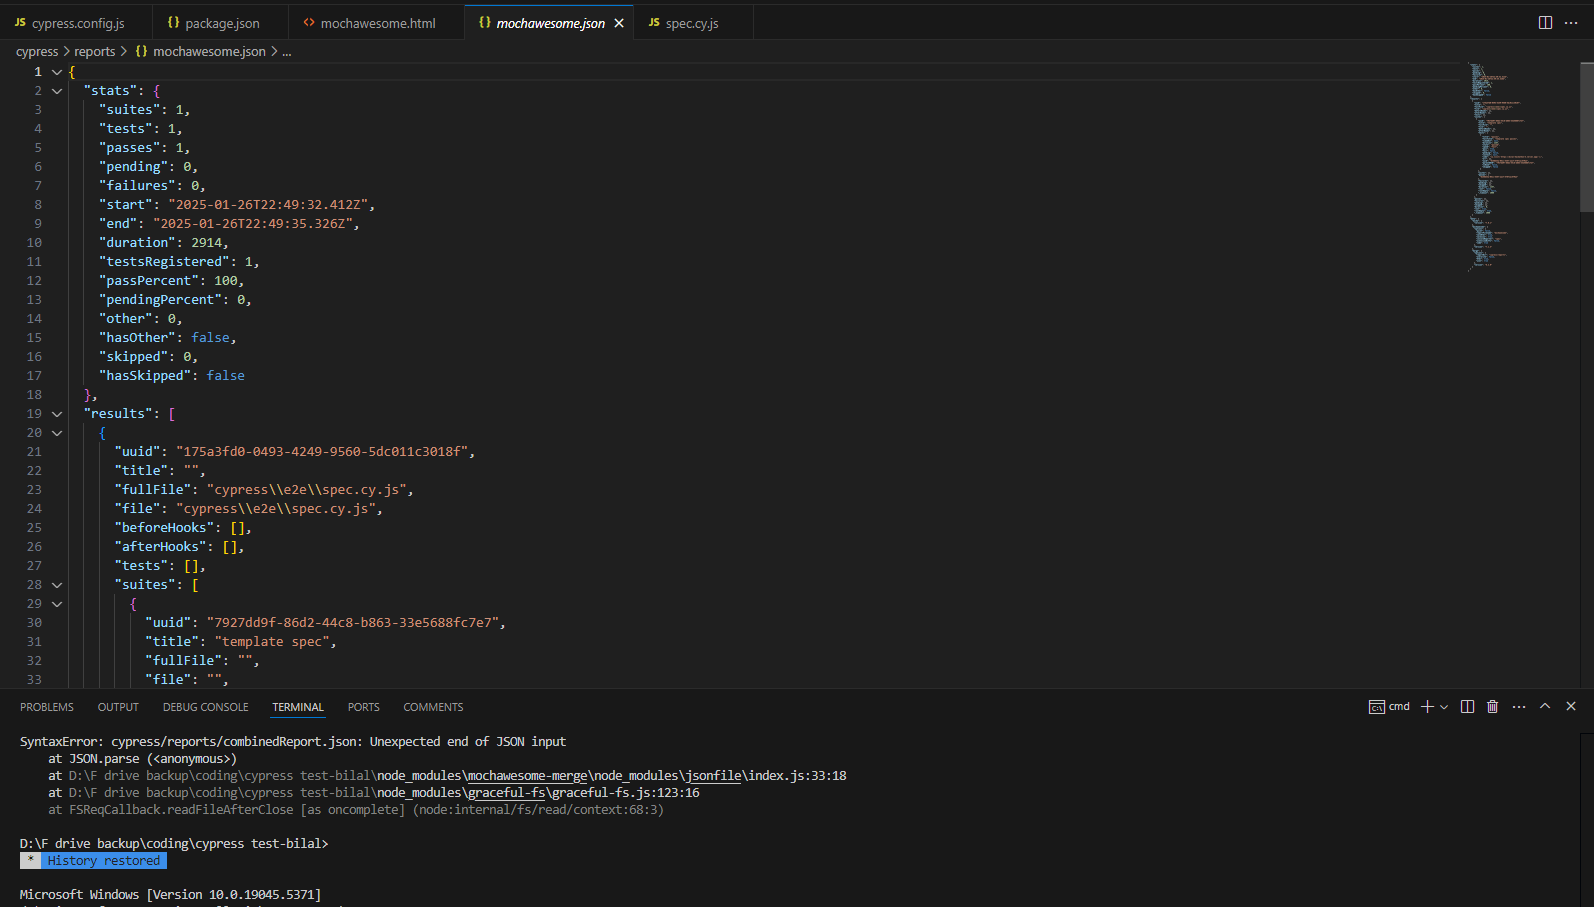 JS cypress.config.js {} package.json <> mochawesome.html {} mochawesome.json × JS spec.cy.js ...
cypress > reports > {} mochawesome.json > ...
1 {
2 "stats": {
3 "suites": 1,
4 "tests": 1,
5 "passes": 1,
6 "pending": 0,
7 "failures": 0,
8 "start": "2025-01-26T22:49:32.412Z",
9 "end": "2025-01-26T22:49:35.326Z",
10 "duration": 2914,
11 "testsRegistered": 1,
12 "passPercent": 100,
13 "pendingPercent": 0,
14 "other": 0,
15 "hasOther": false,
16 "skipped": 0,
17 "hasSkipped": false
18 },
19 "results": [
20 {
21 "uuid": "175a3fd0-0493-4249-9560-5dc011c3018f",
22 "title": "",
23 "fullFile": "cypress\\e2e\\spec.cy.js",
24 "file": "cypress\\e2e\\spec.cy.js",
25 "beforeHooks": [],
26 "afterHooks": [],
27 "tests": [],
28 "suites": [
29 {
30 "uuid": "7927dd9f-86d2-44c8-b863-33e5688fc7e7",
31 "title": "template spec",
32 "fullFile": "",
33 "file": "",
PROBLEMS OUTPUT DEBUG CONSOLE TERMINAL PORTS COMMENTS cmd
SyntaxError: cypress/reports/combinedReport.json: Unexpected end of JSON input
at JSON.parse (<anonymous>)
at D:\F drive backup\coding\cypress test-bilal\node_modules\mochawesome-merge\node_modules\jsonfile\index.js:33:18
at D:\F drive backup\coding\cypress test-bilal\node_modules\graceful-fs\graceful-fs.js:123:16
at FSReqCallback.readFileAfterClose [as oncomplete] (node:internal/fs/read/context:68:3)
D:\F drive backup\coding\cypress test-bilal>
* History restored
Microsoft Windows [Version 10.0.19045.5371]